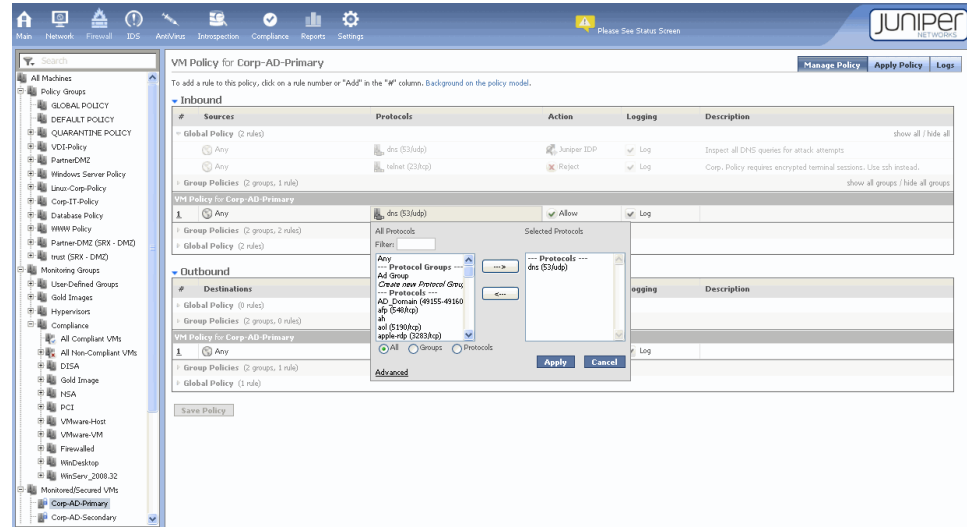 Main Network Firewall IDS AntiVirus Introspection Compliance Reports Settings
Please See Status Screen
JUNIPER
NETWORKS
Search
All Machines
Policy Groups
GLOBAL POLICY
DEFAULT POLICY
QUARANTINE POLICY
VDI-Policy
PartnerDMZ
Windows Server Policy
Linux-Corp-Policy
Corp-IT-Policy
Database Policy
WWW Policy
Partner-DMZ (SRX - DMZ)
trust (SRX - DMZ)
Monitoring Groups
User-Defined Groups
Gold Images
Hypervisors
Compliance
All Compliant VMs
All Non-Compliant VMs
DISA
Gold Image
NSA
PCI
VMware-Host
VMware-VM
Firewalled
WinDesktop
WinServ_2008.32
Monitored/Secured VMs
Corp-AD-Primary
Corp-AD-Secondary
VM Policy for Corp-AD-Primary
Manage Policy Apply Policy Logs
To add a rule to this policy, click on a rule number or "Add" in the "#" column. Background on the policy model.
Inbound
# Sources Protocols Action Logging Description
Global Policy (2 rules) show all / hide all
Any dns (53/udp) Juniper IDP Log Inspect all DNS queries for attack attempts
Any telnet (23/tcp) Reject Log Corp. Policy requires encrypted terminal sessions. Use ssh instead.
Group Policies (2 groups, 1 rule) show all groups / hide all groups
VM Policy for Corp-AD-Primary
1 Any dns (53/udp) Allow Log
Group Policies (2 groups, 2 rules)
Global Policy (2 rules)
All Protocols Selected Protocols
Filter:
Any
--- Protocol Groups ---
Ad Group
Create new Protocol Grou
--- Protocols ---
AD_Domain (49155-49160
afp (548/tcp)
ah
aol (5190/tcp)
apple-rdp (3283/tcp)
--->
<---
--- Protocols ---
dns (53/udp)
All Groups Protocols
Apply Cancel
Advanced
Outbound
# Destinations ogging Description
Global Policy (0 rules)
Group Policies (2 groups, 0 rules)
VM Policy for Corp-AD-Primary
1 Any Log
Group Policies (2 groups, 1 rule)
Global Policy (1 rule)
Save Policy